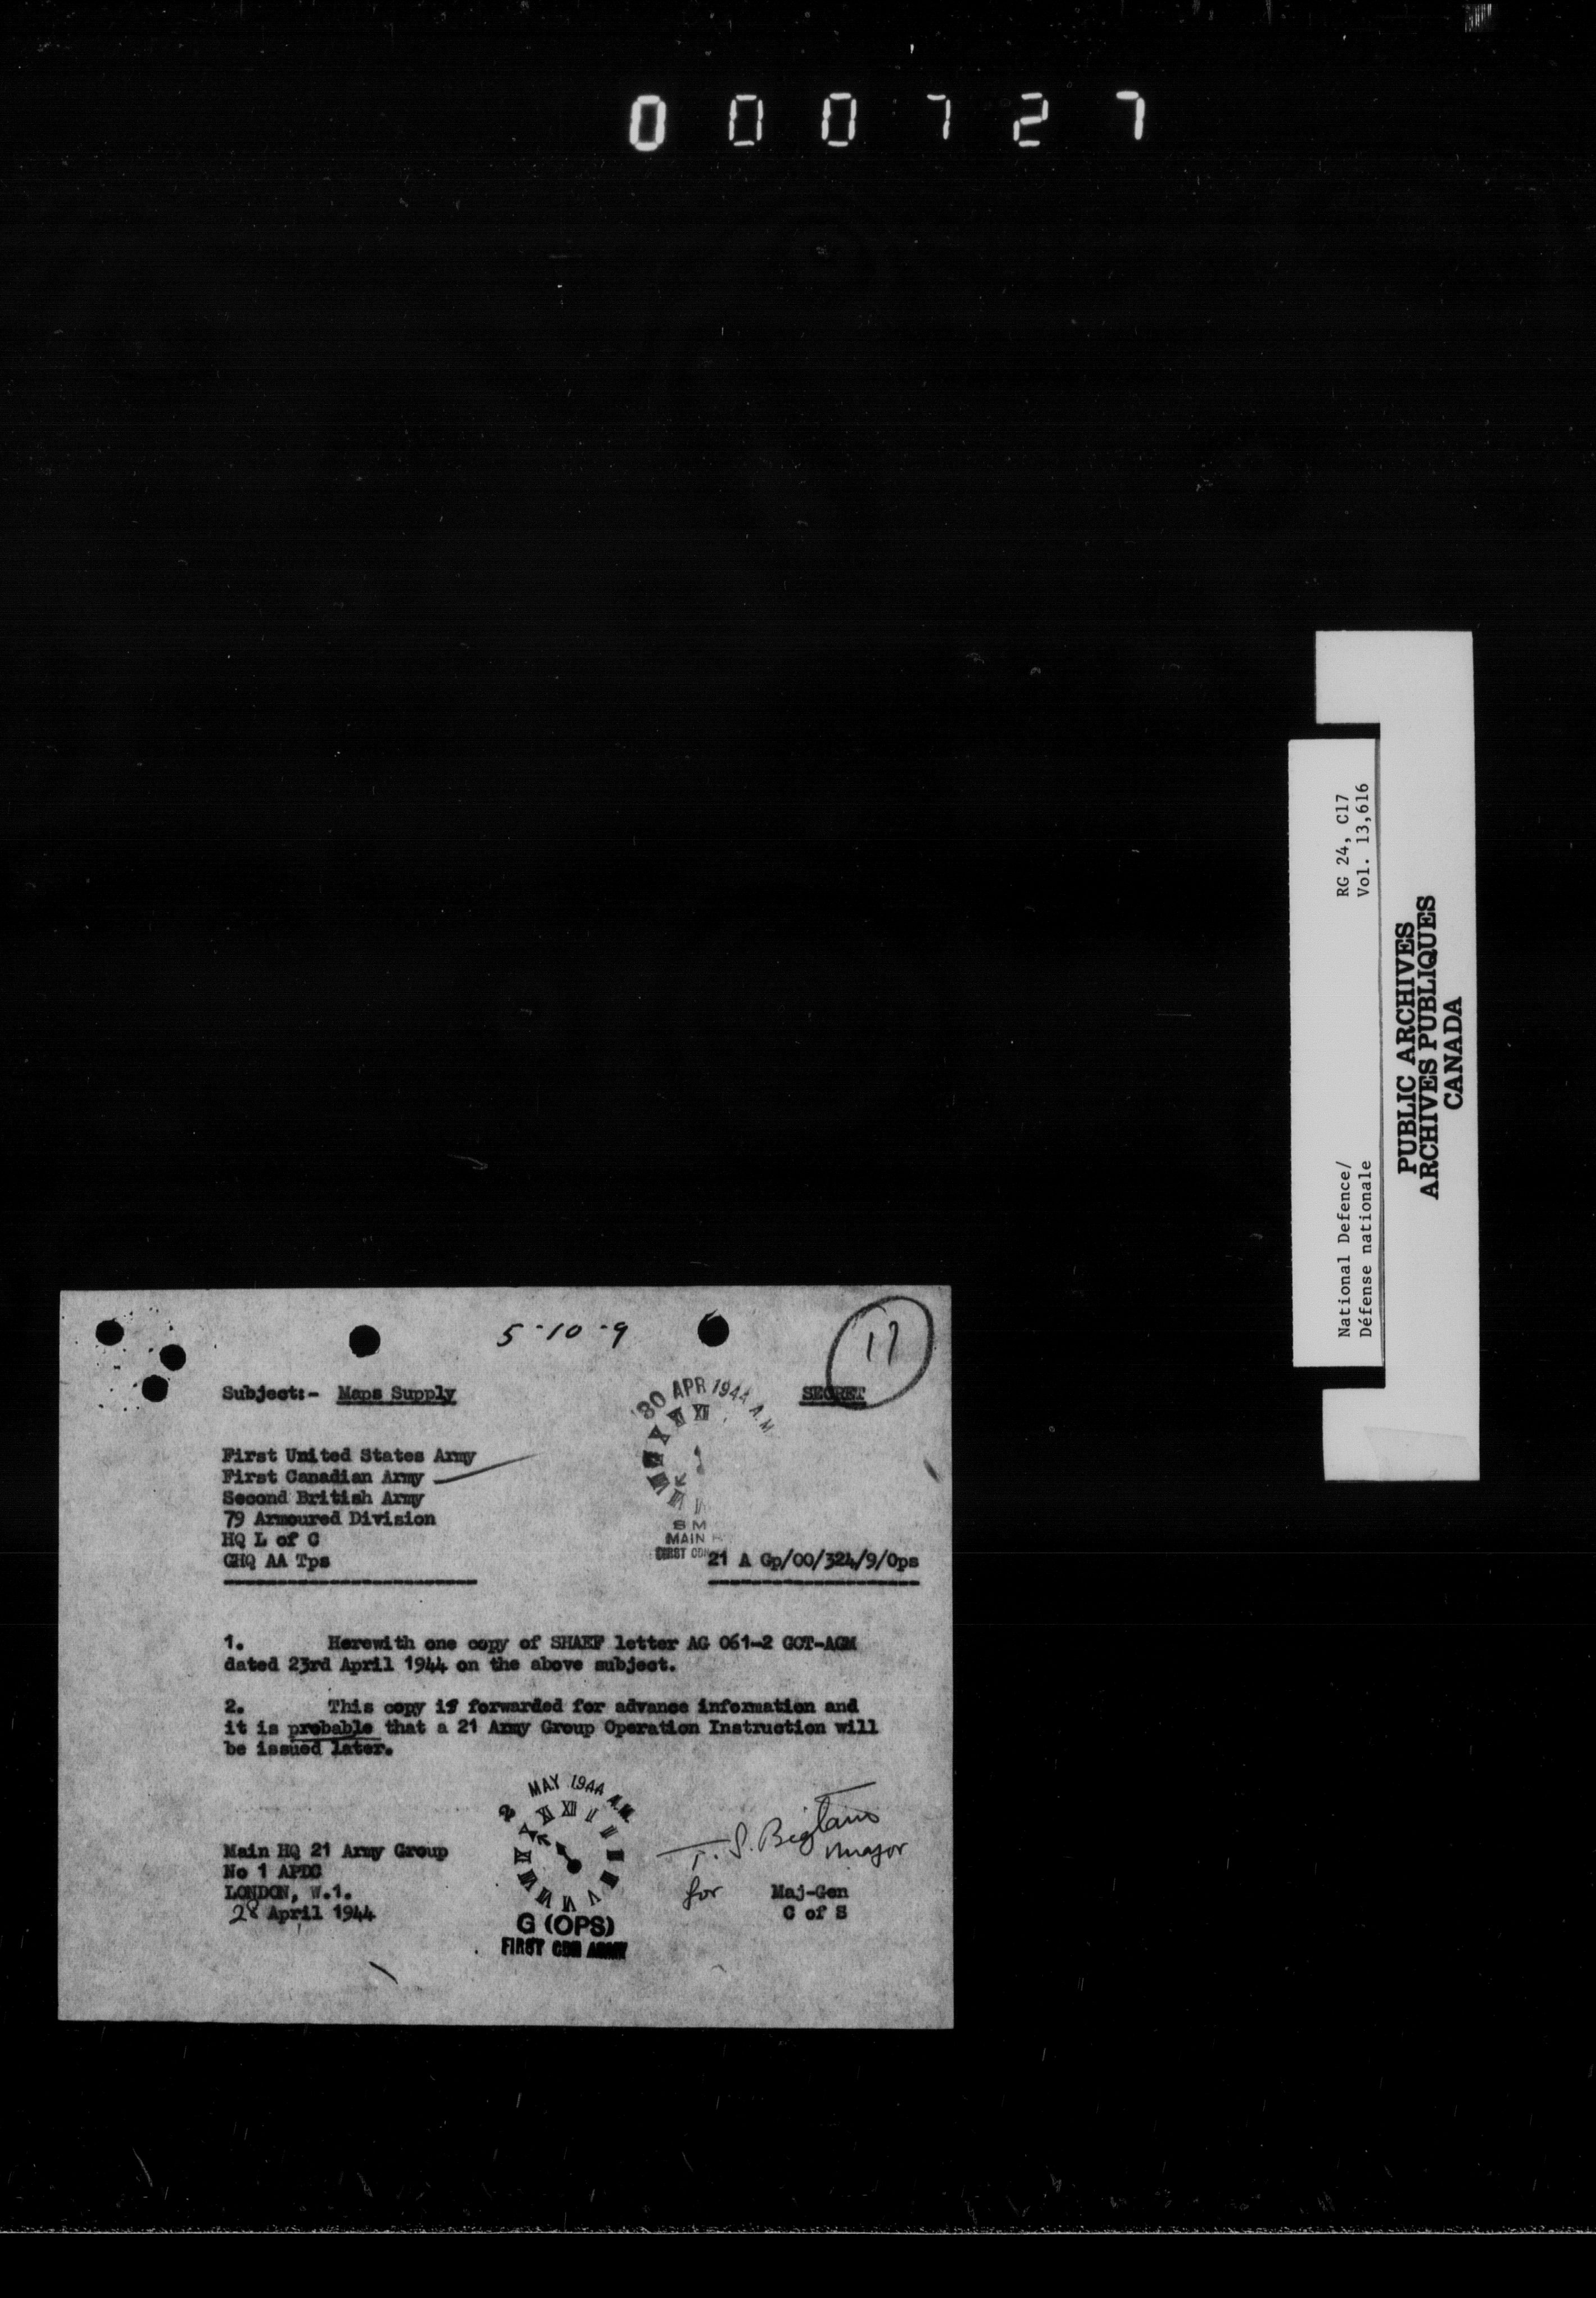 000727
5-10-9
17
Subject:- Maps Supply
SECRET
30 APR 1944 A.M.
First United States Army
First Canadian Army
Second British Army
79 Armoured Division
HQ L of C
GHQ AA Tps
MAIN
FIRST CDN
21 A Gp/00/324/9/Ops
1. Herewith one copy of SHAEF letter AG 061-2 GCT-AGM
dated 23rd April 1944 on the above subject.
2. This copy is forwarded for advance information and
it is probable that a 21 Army Group Operation Instruction will
be issued later.
2 MAY 1944 A.M.
G (OPS)
FIRST CDN ARMY
Main HQ 21 Army Group
No 1 APDC
LONDON, W.1.
28 April 1944
Major
for Maj-Gen
C of S
National Defence/
Défense nationale
RG 24, C17
Vol. 13,616
PUBLIC ARCHIVES
ARCHIVES PUBLIQUES
CANADA